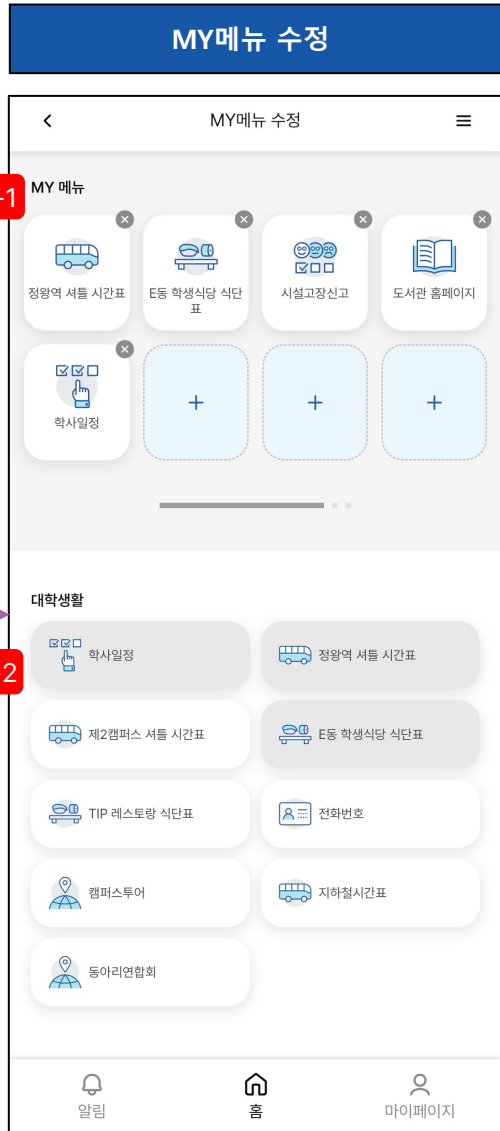 MY메뉴 수정
MY메뉴 수정
-1
MY 메뉴
정왕역 셔틀 시간표
E동 학생식당 식단
표
시설고장신고
도서관 홈페이지
학사일정
대학생활
-2
학사일정
정왕역 셔틀 시간표
제2캠퍼스 셔틀 시간표
E동 학생식당 식단표
TIP 레스토랑 식단표
전화번호
캠퍼스투어
지하철시간표
동아리연합회
알림
홈
마이페이지